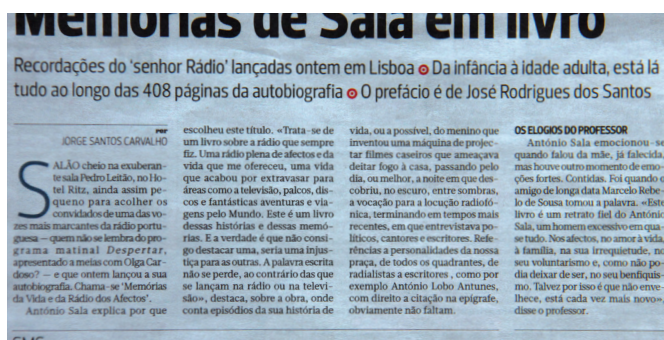 Memórias de Sala em livro
Recordações do 'senhor Rádio' lançadas ontem em Lisboa Da infância à idade adulta, está lá
tudo ao longo das 408 páginas da autobiografia O prefácio é de José Rodrigues dos Santos
POR
JORGE SANTOS CARVALHO
SALÃO cheio na exuberan-
te sala Pedro Leitão, no Ho-
tel Ritz, ainda assim pe-
queno para acolher os
convidados de uma das vo-
zes mais marcantes da rádio portu-
guesa — quem não se lembra do pro-
grama matinal Despertar,
apresentado a meias com Olga Car-
doso? — e que ontem lançou a sua
autobiografia. Chama-se 'Memórias
da Vida e da Rádio dos Afectos'.
António Sala explica por que
escolheu este título. «Trata-se de
um livro sobre a rádio que sempre
fiz. Uma rádio plena de afectos e da
vida que me ofereceu, uma vida
que acabou por extravasar para
áreas como a televisão, palcos, dis-
cos e fantásticas aventuras e via-
gens pelo Mundo. Este é um livro
dessas histórias e dessas memó-
rias. E a verdade é que não consi-
go destacar uma, seria uma injus-
tiça para as outras. A palavra escrita
não se perde, ao contrário das que
se lançam na rádio ou na televi-
são», destaca, sobre a obra, onde
conta episódios da sua história de
vida, ou a possível, do menino que
inventou uma máquina de projec-
tar filmes caseiros que ameaçava
deitar fogo à casa, passando pelo
dia, ou melhor, a noite em que des-
cobriu, no escuro, entre sombras,
a vocação para a locução radiofó-
nica, terminando em tempos mais
recentes, em que entrevistava po-
líticos, cantores e escritores. Refe-
rências a personalidades da nossa
praça, de todos os quadrantes, de
radialistas a escritores , como por
exemplo António Lobo Antunes,
com direito a citação na epígrafe,
obviamente não faltam.
OS ELOGIOS DO PROFESSOR
António Sala emocionou-se
quando falou da mãe, já falecida,
mas houve outro momento de emo-
ções fortes. Contidas. Foi quando o
amigo de longa data Marcelo Rebe-
lo de Sousa tomou a palavra. «Este
livro é um retrato fiel do António
Sala, um homem excessivo em qua-
se tudo. Nos afectos, no amor à vida,
à família, na sua irrequietude, no
seu voluntarismo e, como não po-
dia deixar de ser, no seu benfiquis-
mo. Talvez por isso é que não enve-
lhece, está cada vez mais novo»,
disse o professor.